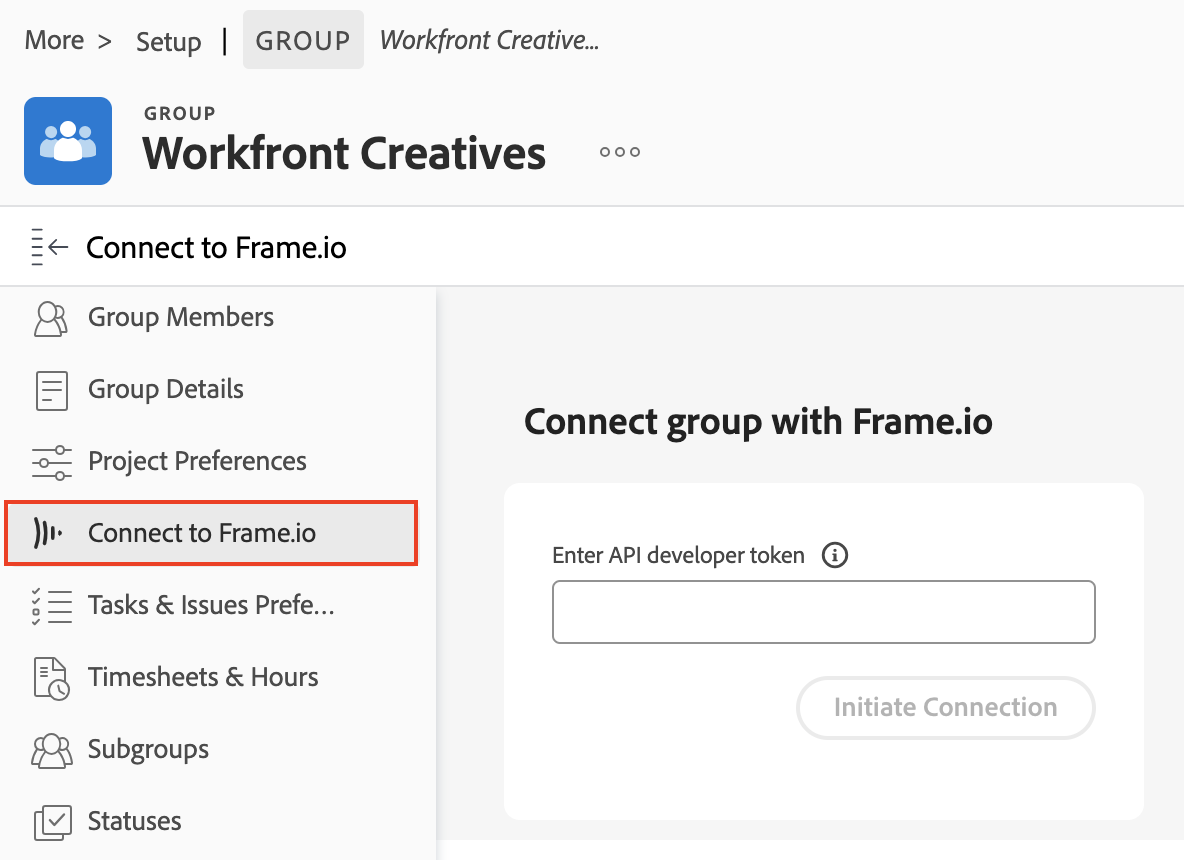 More > Setup | GROUP Workfront Creative...
GROUP
Workfront Creatives
Connect to Frame.io
Group Members
Group Details
Project Preferences
Connect to Frame.io
Tasks & Issues Prefe...
Timesheets & Hours
Subgroups
Statuses
Connect group with Frame.io
Enter API developer token
Initiate Connection